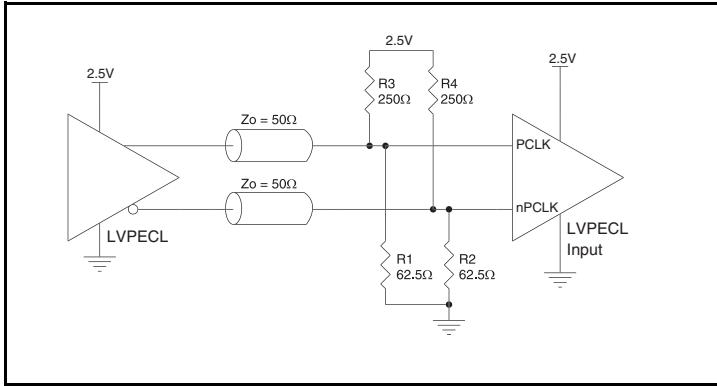 2.5V
2.5V
2.5V
R3
250Ω
R4
250Ω
Zo = 50Ω
PCLK
Zo = 50Ω
nPCLK
LVPECL
LVPECL
Input
R1
62.5Ω
R2
62.5Ω